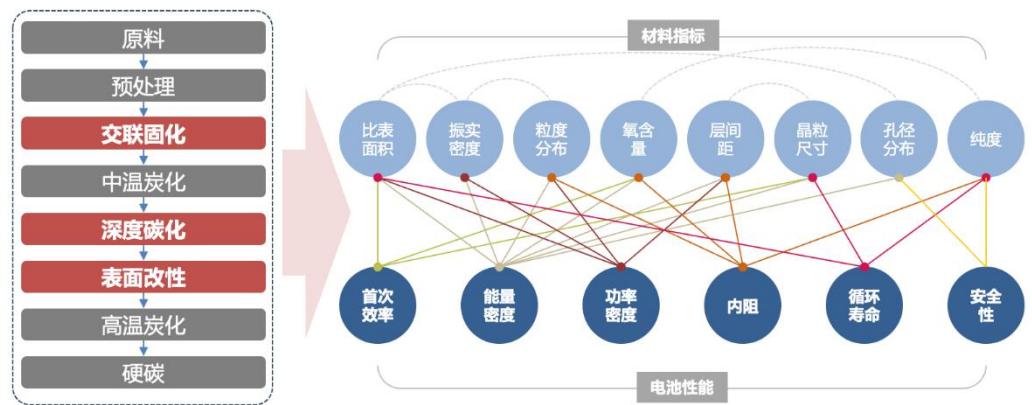 原料
预处理
交联固化
中温炭化
深度碳化
表面改性
高温炭化
硬碳
材料指标
比表
面积
振实
密度
粒度
分布
氧含
量
层间
距
晶粒
尺寸
孔径
分布
纯度
首次
效率
能量
密度
功率
密度
内阻
循环
寿命
安全
性
电池性能